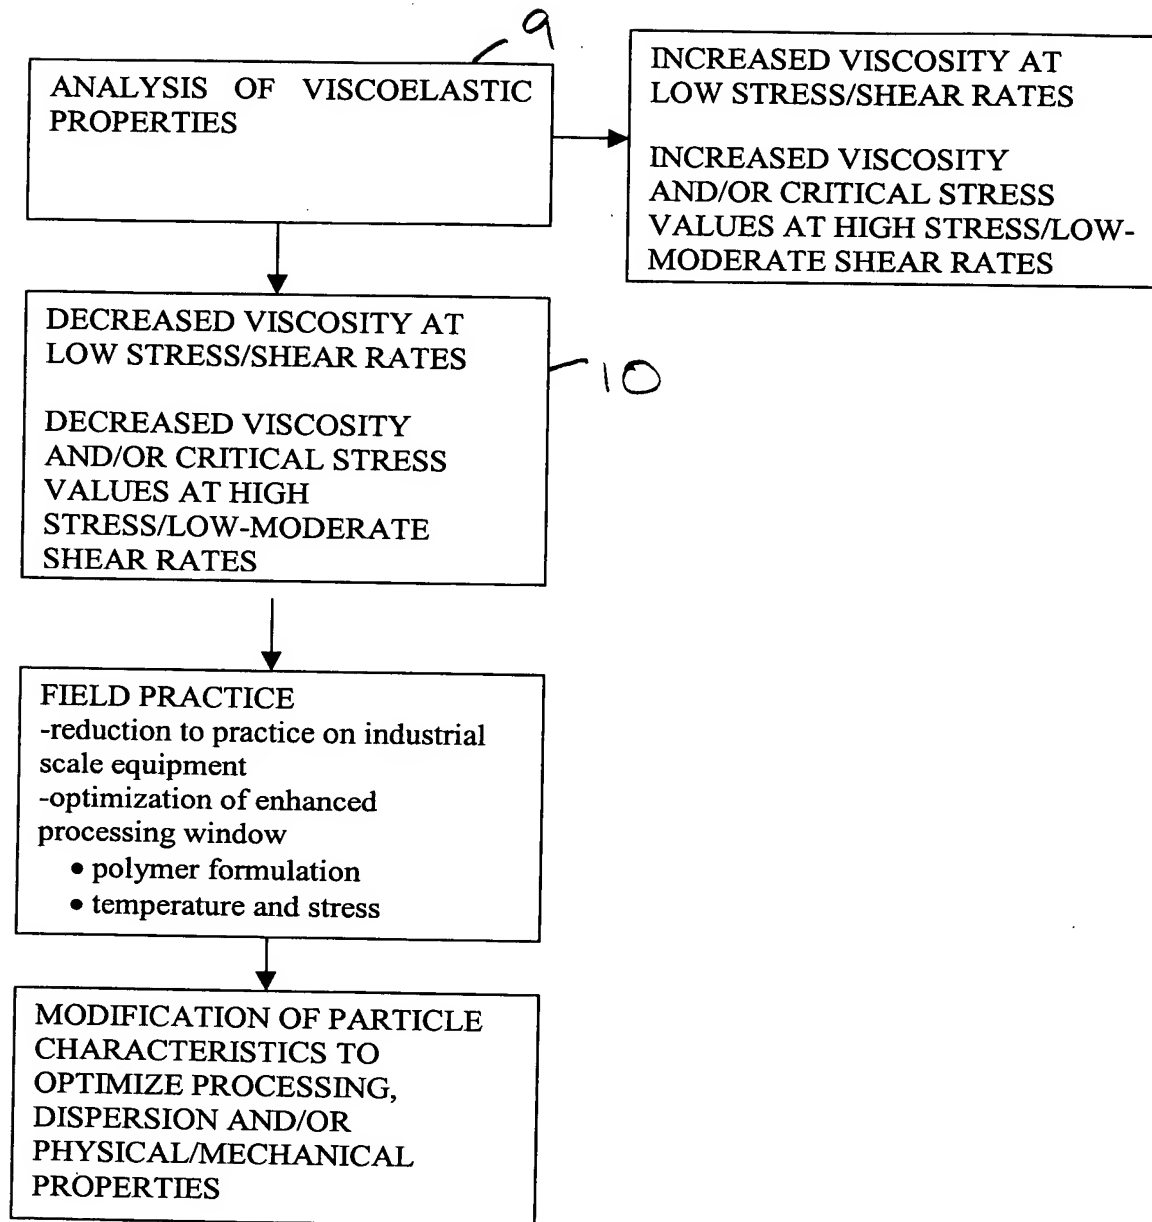 9
ANALYSIS OF VISCOELASTIC
PROPERTIES
INCREASED VISCOSITY AT
LOW STRESS/SHEAR RATES
INCREASED VISCOSITY
AND/OR CRITICAL STRESS
VALUES AT HIGH STRESS/LOW-
MODERATE SHEAR RATES
DECREASED VISCOSITY AT
LOW STRESS/SHEAR RATES
DECREASED VISCOSITY
AND/OR CRITICAL STRESS
VALUES AT HIGH
STRESS/LOW-MODERATE
SHEAR RATES
10
FIELD PRACTICE
-reduction to practice on industrial
scale equipment
-optimization of enhanced
processing window
• polymer formulation
• temperature and stress
MODIFICATION OF PARTICLE
CHARACTERISTICS TO
OPTIMIZE PROCESSING,
DISPERSION AND/OR
PHYSICAL/MECHANICAL
PROPERTIES